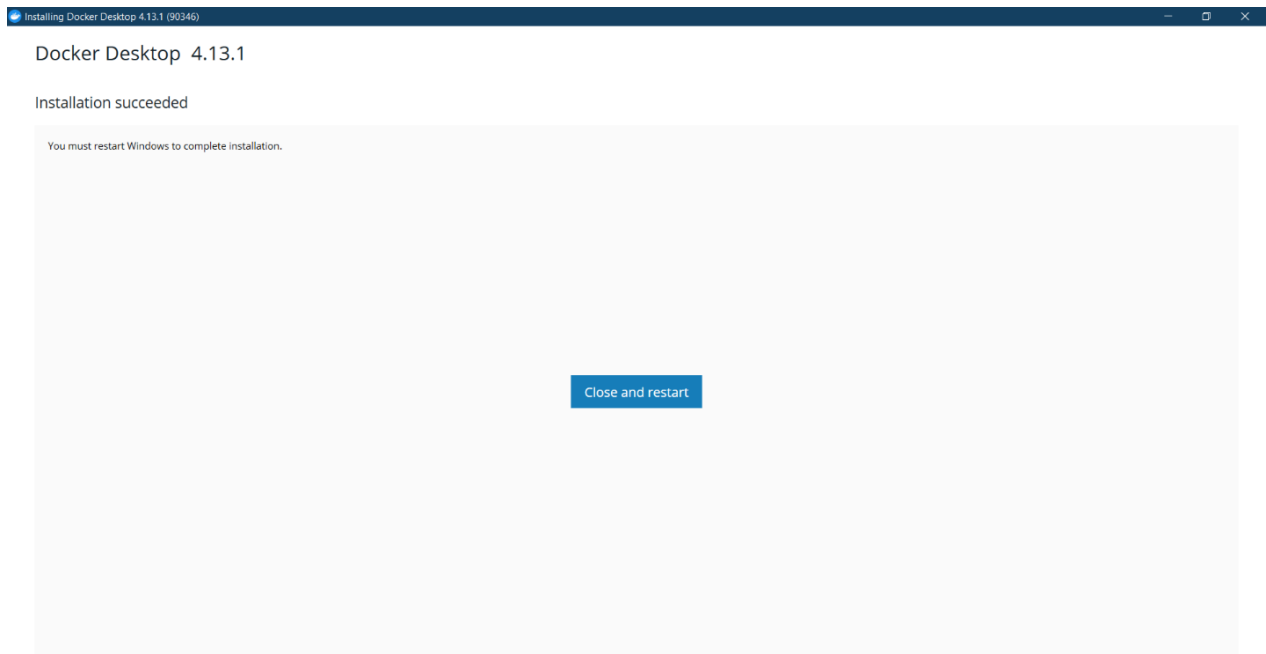 Installing Docker Desktop 4.13.1 (90346)
Docker Desktop 4.13.1
Installation succeeded
You must restart Windows to complete installation.
Close and restart